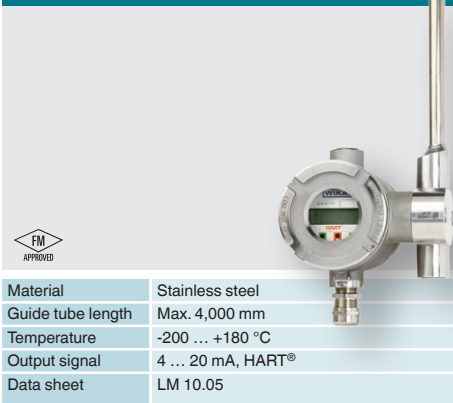 WIKA
HART
FM
APPROVED
Material Stainless steel
Guide tube length Max. 4,000 mm
Temperature -200 … +180 °C
Output signal 4 … 20 mA, HART®
Data sheet LM 10.05